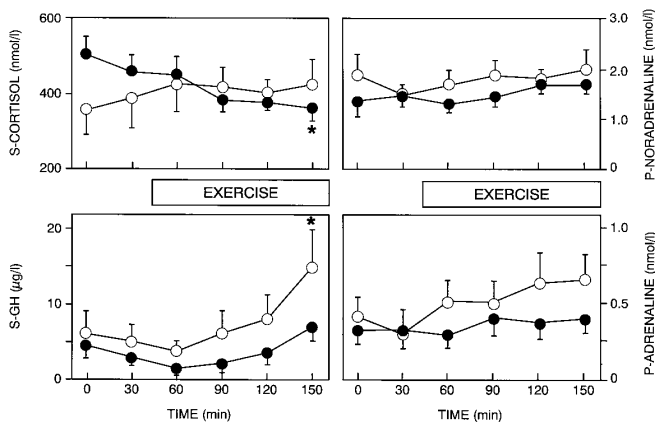 S-CORTISOL (nmol/l)
600
400
200
*
3.0
2.0
1.0
0
P-NORADRENALINE (nmol/l)
EXERCISE
EXERCISE
S-GH (µg/l)
20
10
0
*
1.0
0.5
0
P-ADRENALINE (nmol/l)
0 30 60 90 120 150
0 30 60 90 120 150
TIME (min)
TIME (min)